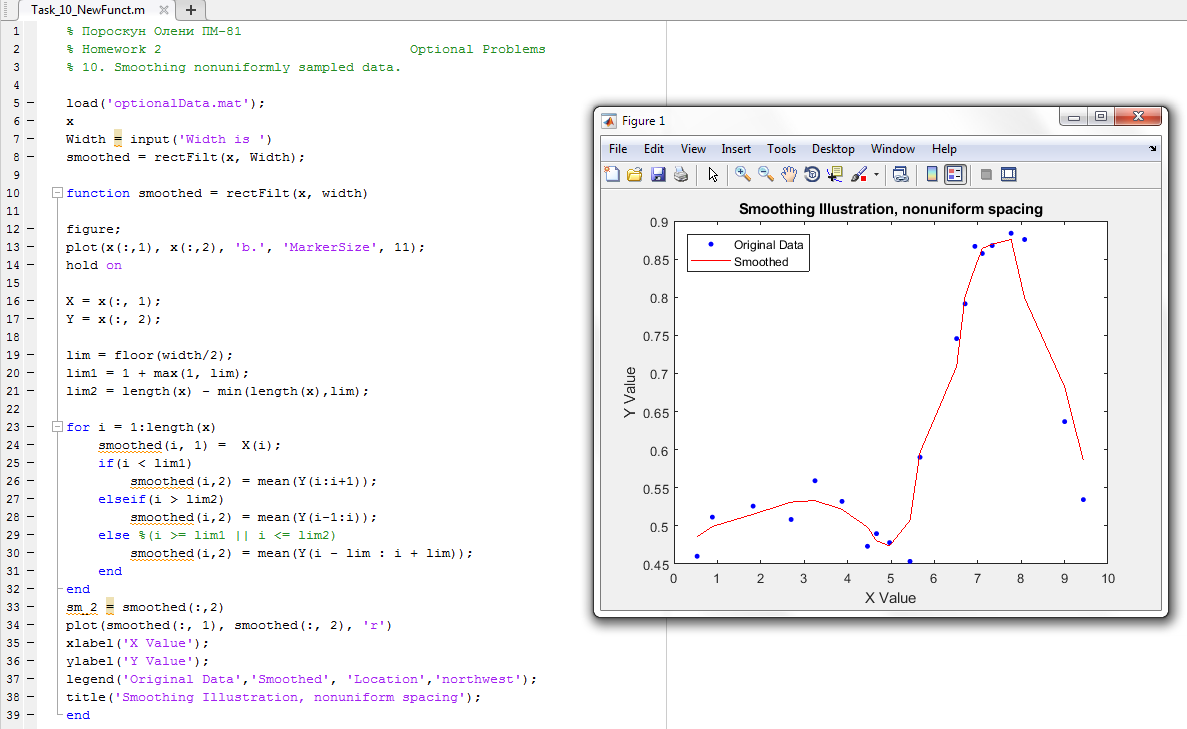 Task_10_NewFunct.m
1 % Пороскун Олени ПМ-81
2 % Homework 2 Optional Problems
3 % 10. Smoothing nonuniformly sampled data.
4
5 load('optionalData.mat');
6 x
7 Width = input('Width is ')
8 smoothed = rectFilt(x, Width);
9
10 function smoothed = rectFilt(x, width)
11
12 figure;
13 plot(x(:,1), x(:,2), 'b.', 'MarkerSize', 11);
14 hold on
15
16 X = x(:, 1);
17 Y = x(:, 2);
18
19 lim = floor(width/2);
20 lim1 = 1 + max(1, lim);
21 lim2 = length(x) - min(length(x),lim);
22
23 for i = 1:length(x)
24 smoothed(i, 1) =  X(i);
25 if(i < lim1)
26 smoothed(i,2) = mean(Y(i:i+1));
27 elseif(i > lim2)
28 smoothed(i,2) = mean(Y(i-1:i));
29 else %(i >= lim1 || i <= lim2)
30 smoothed(i,2) = mean(Y(i - lim : i + lim));
31 end
32 end
33 sm_2 = smoothed(:,2)
34 plot(smoothed(:, 1), smoothed(:, 2), 'r')
35 xlabel('X Value');
36 ylabel('Y Value');
37 legend('Original Data','Smoothed', 'Location','northwest');
38 title('Smoothing Illustration, nonuniform spacing');
39 end
Figure 1
File Edit View Insert Tools Desktop Window Help
Smoothing Illustration, nonuniform spacing
Original Data
Smoothed
0.9
0.85
0.8
0.75
0.7
0.65
0.6
0.55
0.5
0.45
Y Value
0 1 2 3 4 5 6 7 8 9 10
X Value